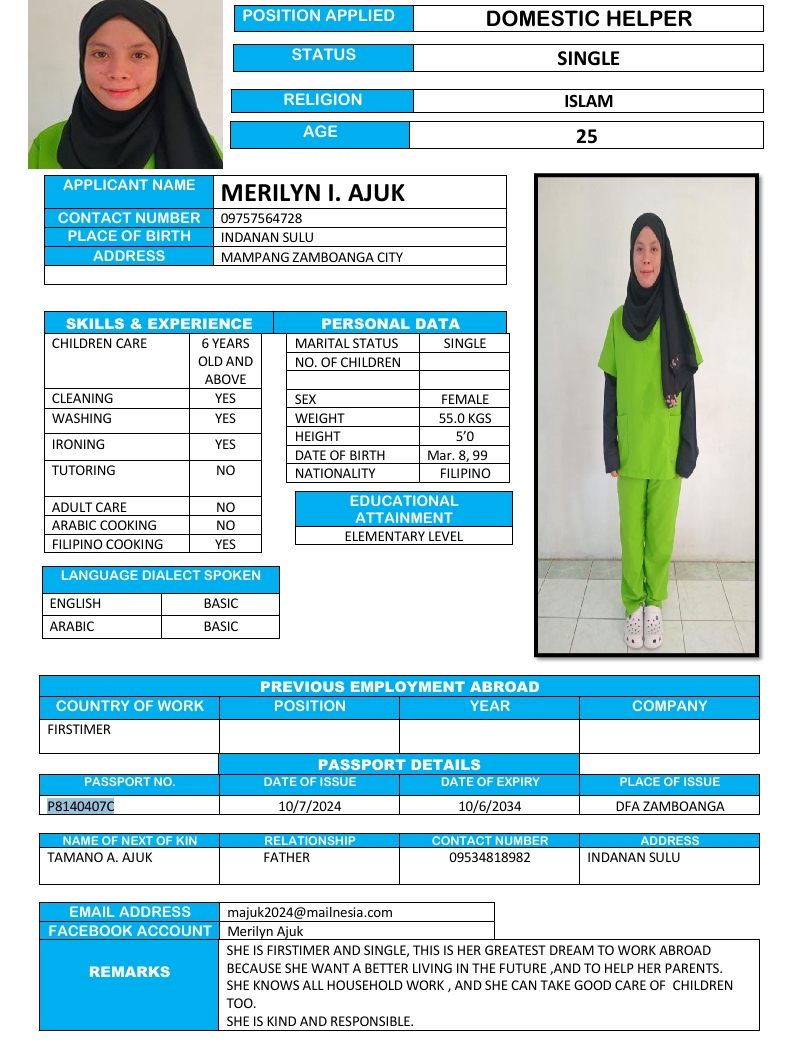 POSITION APPLIED DOMESTIC HELPER
STATUS SINGLE
RELIGION ISLAM
AGE 25
APPLICANT NAME MERILYN I. AJUK
CONTACT NUMBER 09757564728
PLACE OF BIRTH INDANAN SULU
ADDRESS MAMPANG ZAMBOANGA CITY
SKILLS & EXPERIENCE
CHILDREN CARE 6 YEARS
OLD AND
ABOVE
CLEANING YES
WASHING YES
IRONING YES
TUTORING NO
ADULT CARE NO
ARABIC COOKING NO
FILIPINO COOKING YES
PERSONAL DATA
MARITAL STATUS SINGLE
NO. OF CHILDREN
SEX FEMALE
WEIGHT 55.0 KGS
HEIGHT 5’0
DATE OF BIRTH Mar. 8, 99
NATIONALITY FILIPINO
EDUCATIONAL
ATTAINMENT
ELEMENTARY LEVEL
LANGUAGE DIALECT SPOKEN
ENGLISH BASIC
ARABIC BASIC
PREVIOUS EMPLOYMENT ABROAD
COUNTRY OF WORK POSITION YEAR COMPANY
FIRSTIMER
PASSPORT DETAILS
PASSPORT NO. DATE OF ISSUE DATE OF EXPIRY PLACE OF ISSUE
P8140407C 10/7/2024 10/6/2034 DFA ZAMBOANGA
NAME OF NEXT OF KIN RELATIONSHIP CONTACT NUMBER ADDRESS
TAMANO A. AJUK FATHER 09534818982 INDANAN SULU
EMAIL ADDRESS majuk2024@mailnesia.com
FACEBOOK ACCOUNT Merilyn Ajuk
REMARKS
SHE IS FIRSTIMER AND SINGLE, THIS IS HER GREATEST DREAM TO WORK ABROAD
BECAUSE SHE WANT A BETTER LIVING IN THE FUTURE ,AND TO HELP HER PARENTS.
SHE KNOWS ALL HOUSEHOLD WORK , AND SHE CAN TAKE GOOD CARE OF CHILDREN
TOO.
SHE IS KIND AND RESPONSIBLE.